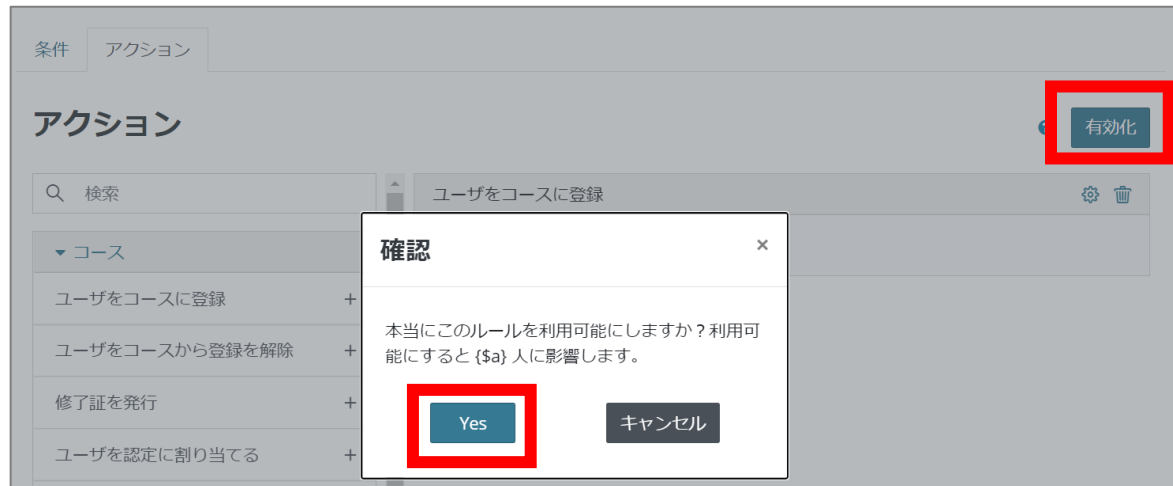 条件 アクション
アクション
有効化
検索
ユーザをコースに登録
コース
ユーザをコースに登録
ユーザをコースから登録を解除
修了証を発行
ユーザを認定に割り当てる
確認
本当にこのルールを利用可能にしますか？利用可
能にすると {$a} 人に影響します。
Yes キャンセル